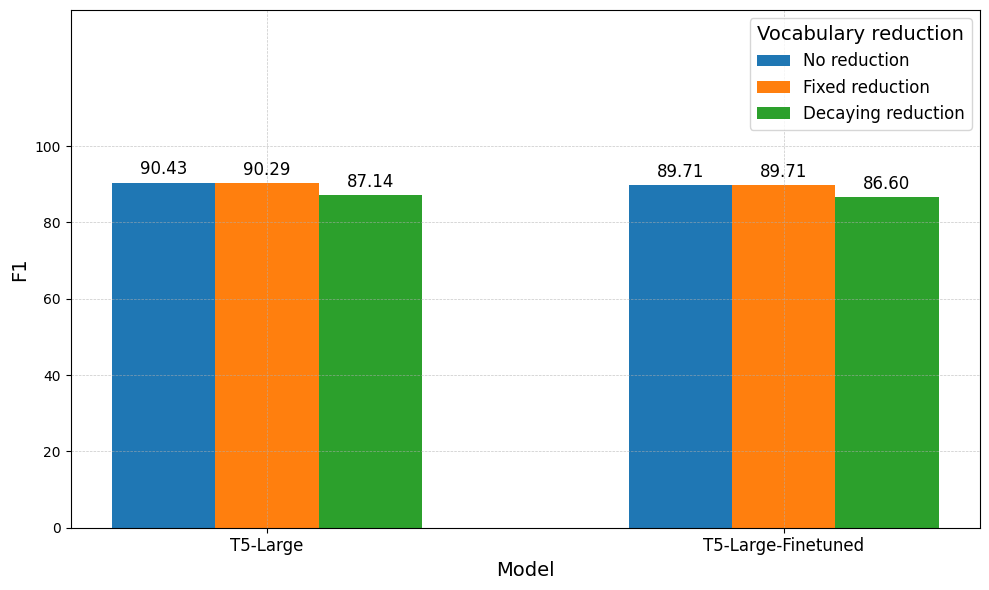 Vocabulary reduction
No reduction
Fixed reduction
Decaying reduction
100
80
60
40
20
0
F1
90.43
90.29
87.14
89.71
89.71
86.60
T5-Large
T5-Large-Finetuned
Model